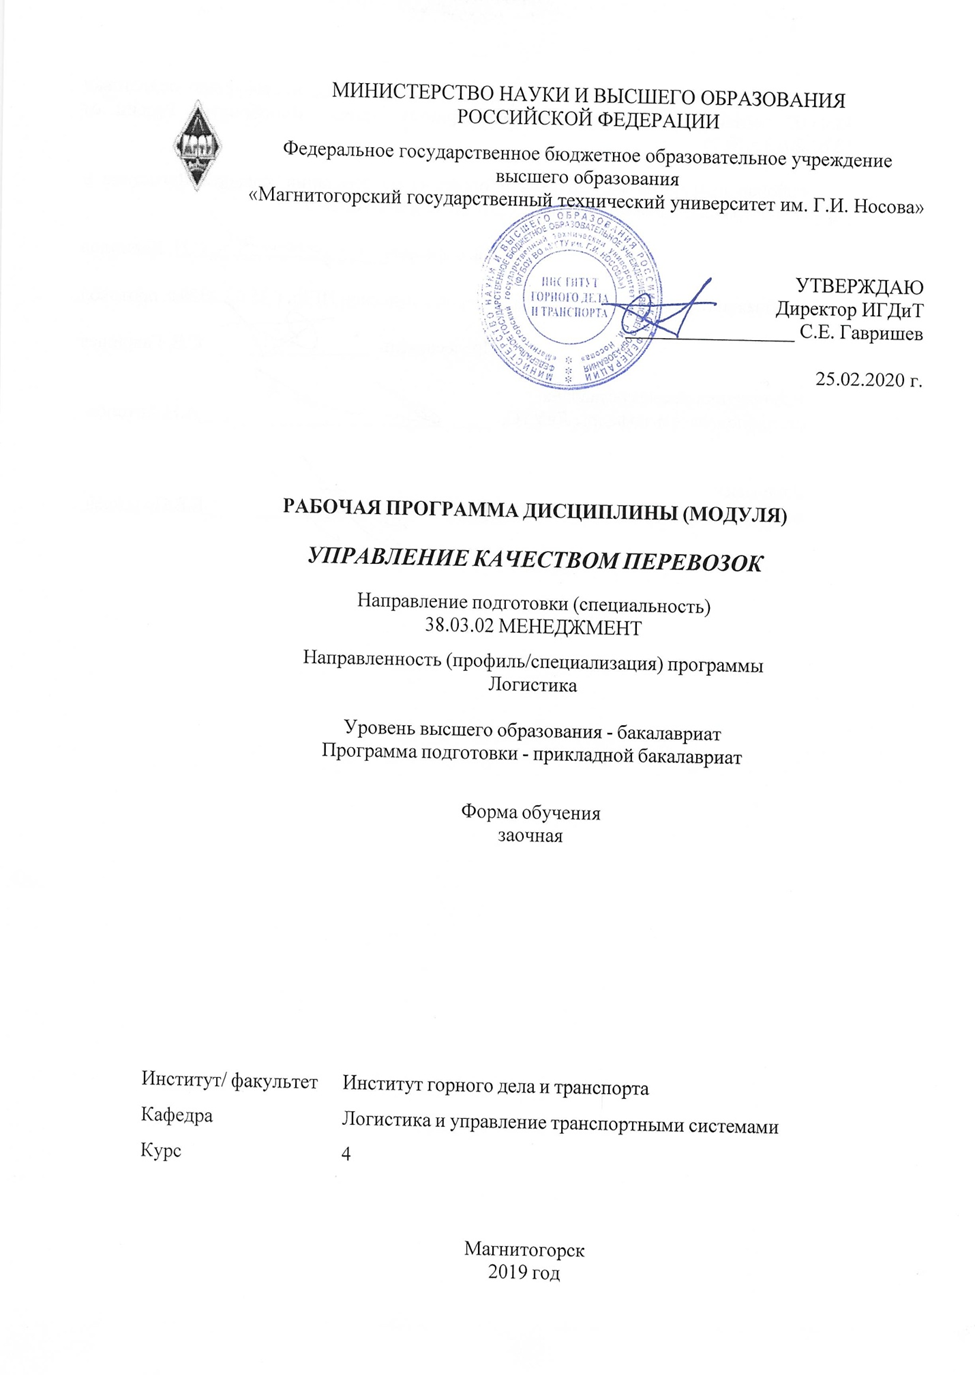 МИНИСТЕРСТВО НАУКИ И ВЫСШЕГО ОБРАЗОВАНИЯ
РОССИЙСКОЙ ФЕДЕРАЦИИ
МГТУ
Федеральное государственное бюджетное образовательное учреждение
высшего образования
«Магнитогорский государственный технический университет им. Г.И. Носова»
ИНСТИТУТ
ГОРНОГО ДЕЛА
И ТРАНСПОРТА
УТВЕРЖДАЮ
Директор ИГДиТ
С.Е. Гавришев
25.02.2020 г.
РАБОЧАЯ ПРОГРАММА ДИСЦИПЛИНЫ (МОДУЛЯ)
УПРАВЛЕНИЕ КАЧЕСТВОМ ПЕРЕВОЗОК
Направление подготовки (специальность)
38.03.02 МЕНЕДЖМЕНТ
Направленность (профиль/специализация) программы
Логистика
Уровень высшего образования - бакалавриат
Программа подготовки - прикладной бакалавриат
Форма обучения
заочная
Институт/ факультет Институт горного дела и транспорта
Кафедра Логистика и управление транспортными системами
Курс 4
Магнитогорск
2019 год